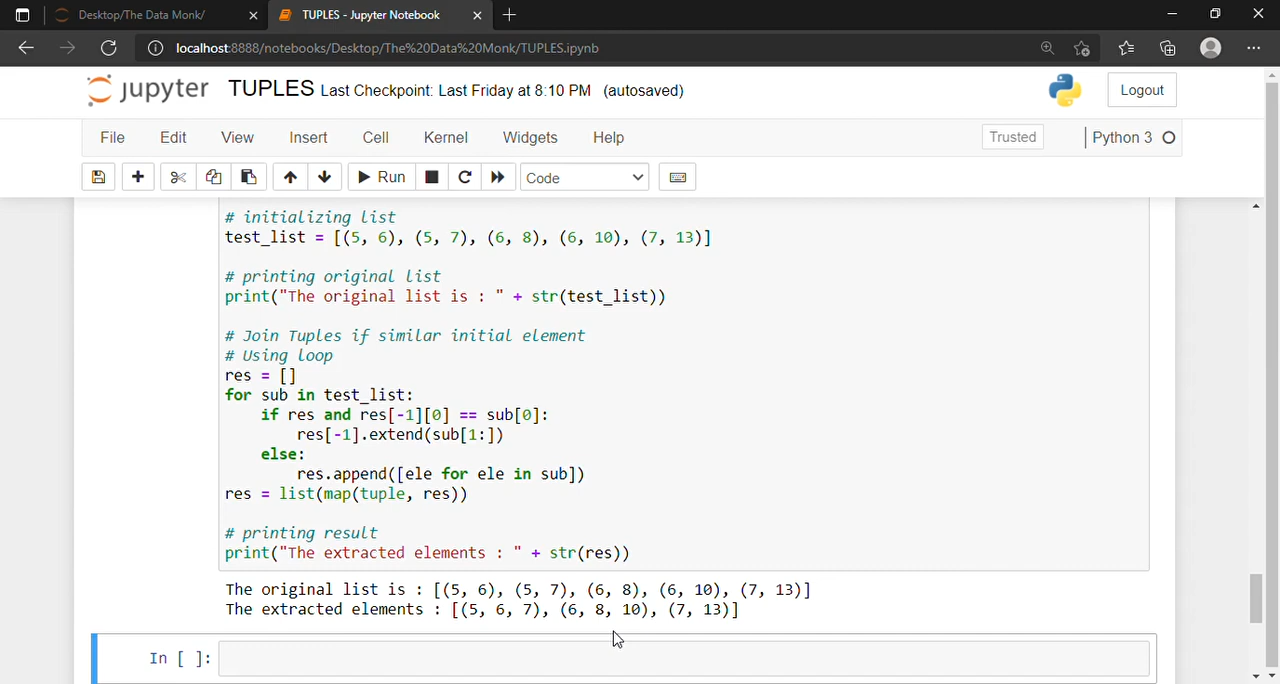 Desktop/The Data Monk/
TUPLES - Jupyter Notebook
localhost:8888/notebooks/Desktop/The%20Data%20Monk/TUPLES.ipynb
jupyter TUPLES Last Checkpoint: Last Friday at 8:10 PM (autosaved)
Logout
File Edit View Insert Cell Kernel Widgets Help
Trusted
Python 3
Run
Code
# initializing list
test_list = [(5, 6), (5, 7), (6, 8), (6, 10), (7, 13)]
# printing original list
print("The original list is : " + str(test_list))
# Join Tuples if similar initial element
# Using loop
res = []
for sub in test_list:
    if res and res[-1][0] == sub[0]:
        res[-1].extend(sub[1:])
    else:
        res.append([ele for ele in sub])
res = list(map(tuple, res))
# printing result
print("The extracted elements : " + str(res))
The original list is : [(5, 6), (5, 7), (6, 8), (6, 10), (7, 13)]
The extracted elements : [(5, 6, 7), (6, 8, 10), (7, 13)]
In [ ]: